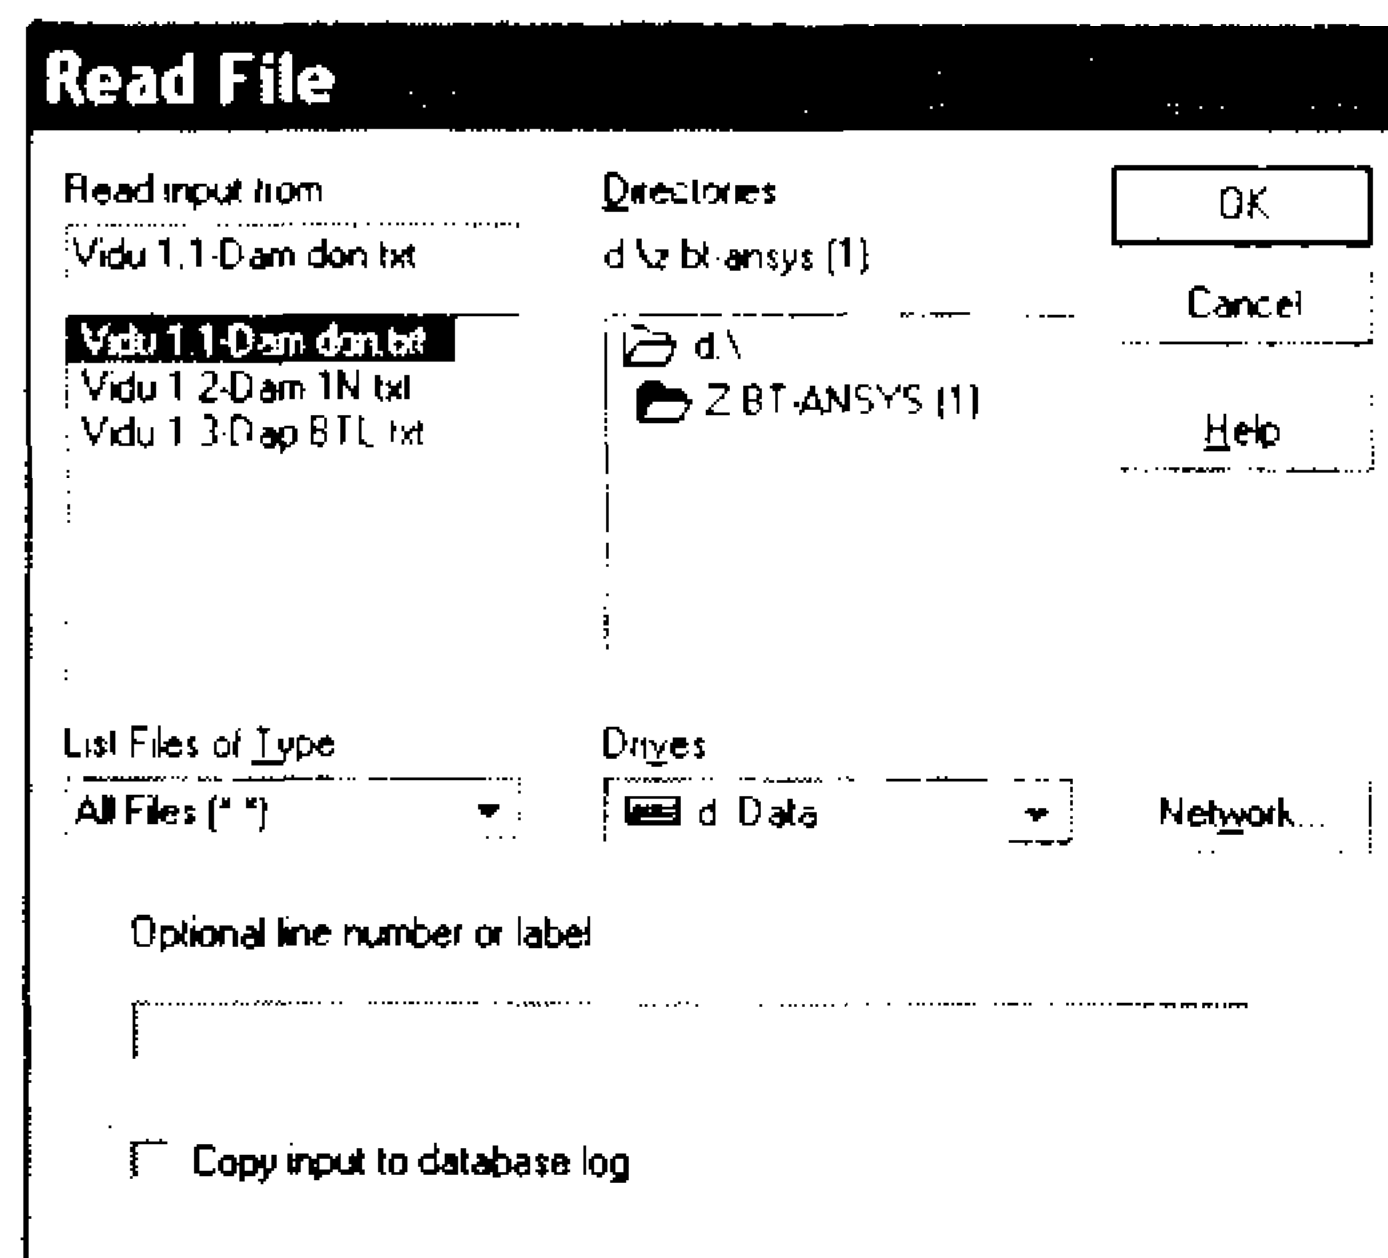 Read File
Read input from
Vidu 1.1-Dam don.txt
Vidu 1.1-Dam don.txt
Vidu 1.2-Dam 1N.txt
Vidu 1.3-Dap BTL.txt
List Files of Type
All Files (*.*)
Directories
d:\z bt-ansys (1)
d:\
Z BT-ANSYS (1)
Drives
d: Data
OK
Cancel
Help
Network...
Optional line number or label
Copy input to database log